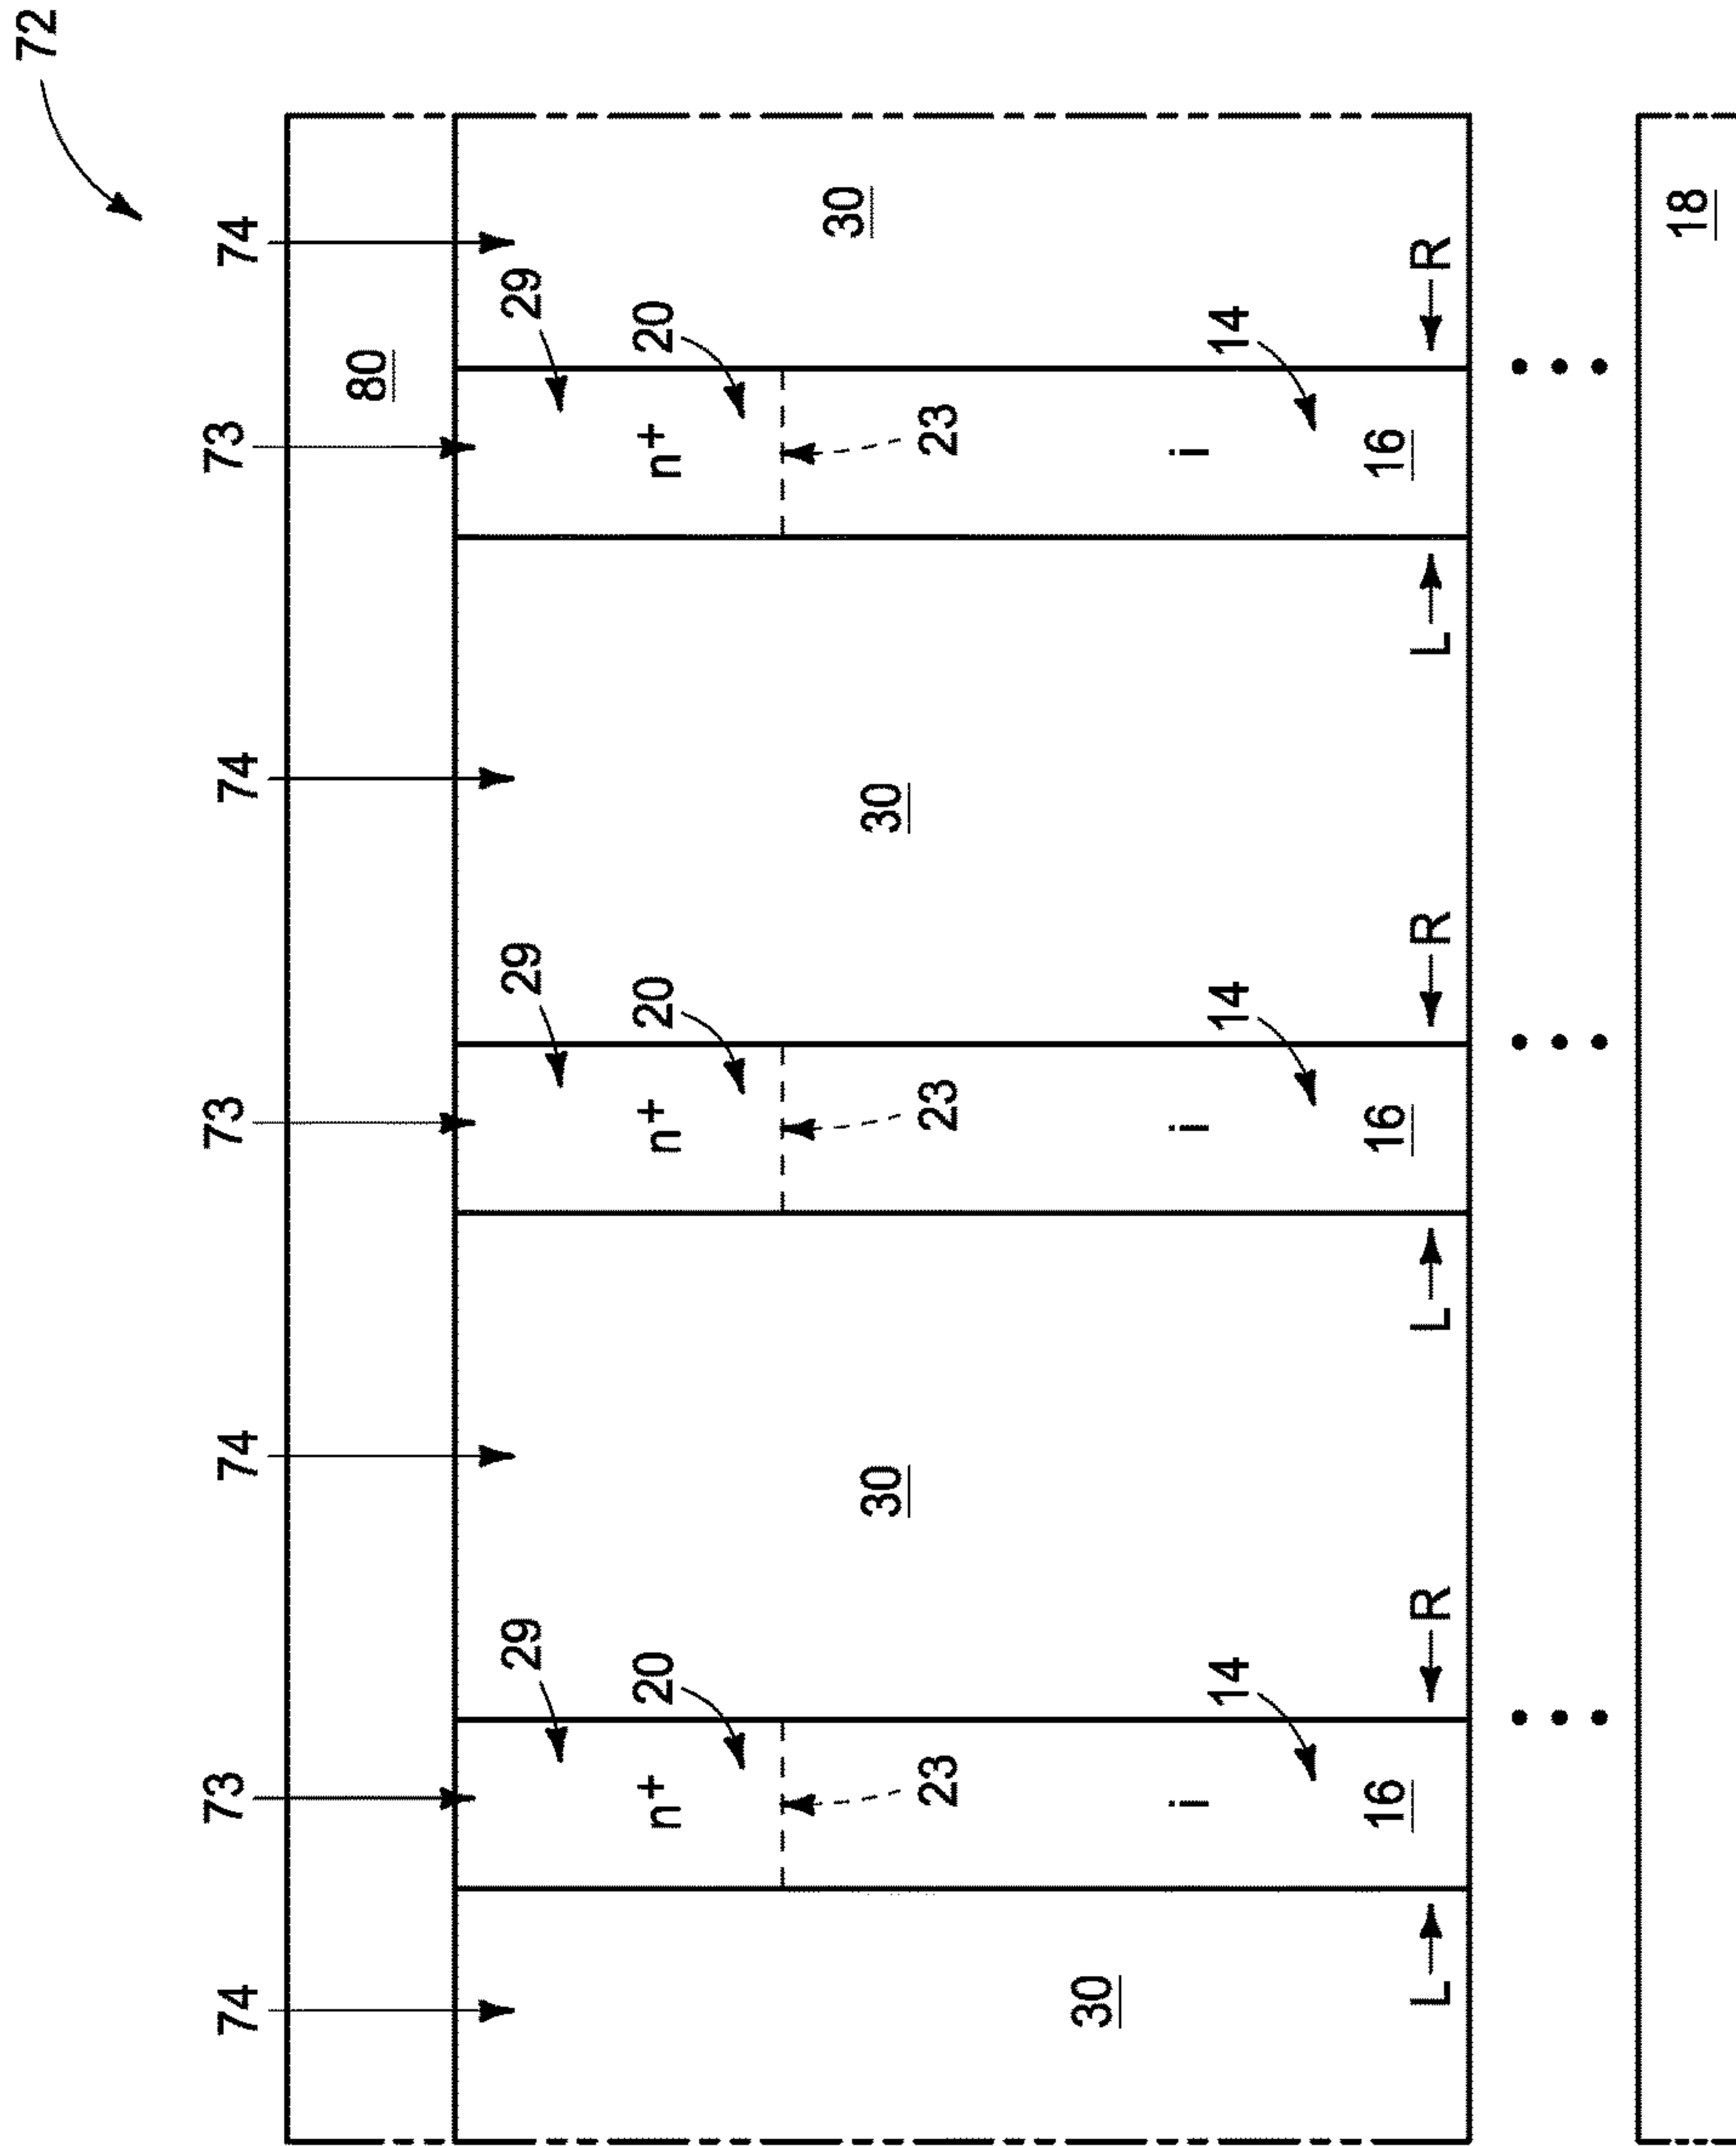 72
74 73 74 73 74 73 74
80
29 29 29
n+ 20 n+ 20 n+ 20
30
30 30
23 23 23
30
i 14 i 14 i 14
16 16 16
L R L R L R
18